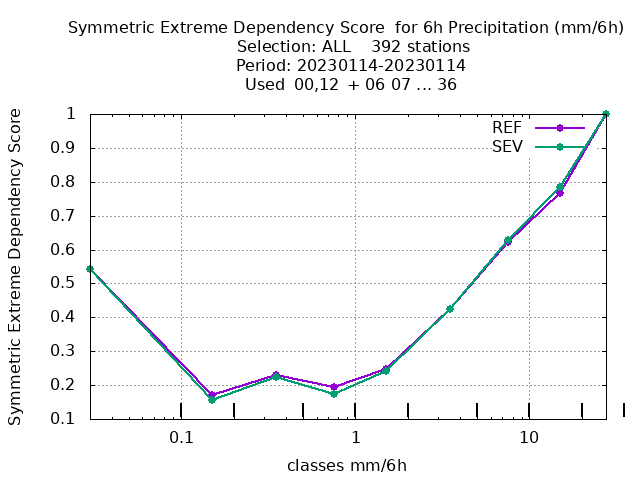 Symmetric Extreme Dependency Score  for 6h Precipitation (mm/6h)
Selection: ALL    392 stations
Period: 20230114-20230114
Used  00,12  + 06 07 ... 36
Symmetric Extreme Dependency Score
1
0.9
0.8
0.7
0.6
0.5
0.4
0.3
0.2
0.1
REF
SEV
0.1
1
10
classes mm/6h